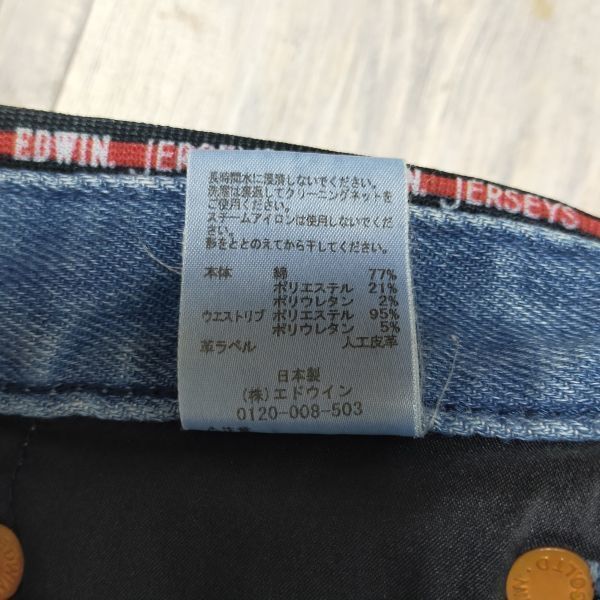 EDWIN. JERSEYS
長時間水に浸漬しないでください。
洗濯は裏返してクリーニングネットを
ご使用ください。
スチームアイロンは使用しないでください。
形をととのえてから干してください。
本体 綿 77%
ポリエステル 21%
ポリウレタン 2%
ウエストリブ ポリエステル 95%
ポリウレタン 5%
革ラベル 人工皮革
日本製
(株)エドウイン
0120-008-503